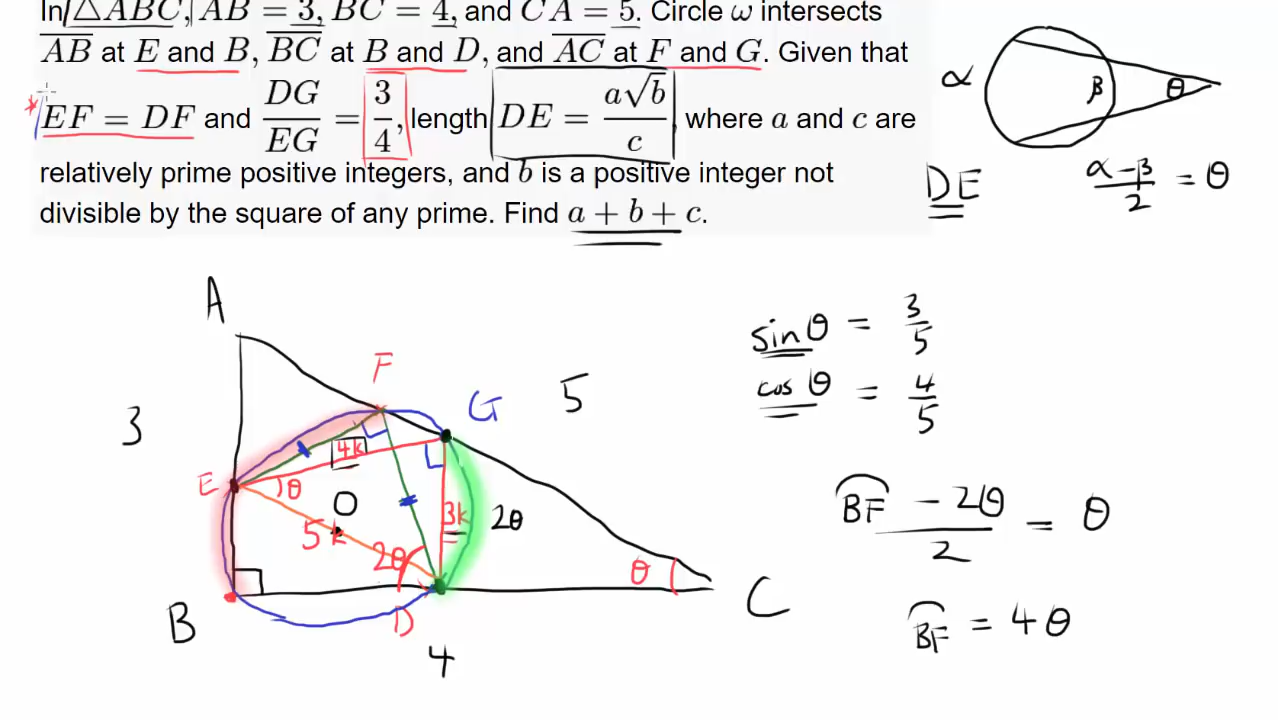 In △ABC, AB = 3, BC = 4, and CA = 5. Circle ω intersects
AB at E and B, BC at B and D, and AC at F and G. Given that
EF = DF and DG/EG = 3/4, length DE = a√b/c, where a and c are
relatively prime positive integers, and b is a positive integer not
divisible by the square of any prime. Find a + b + c.
α β θ
DE (α-β)/2 = θ
A
F
3 G 5
sinθ = 3/5
cosθ = 4/5
4k
E θ O
5k 3k 2θ
2θ θ
B D C
4
(BF - 2θ)/2 = θ
BF = 4θ